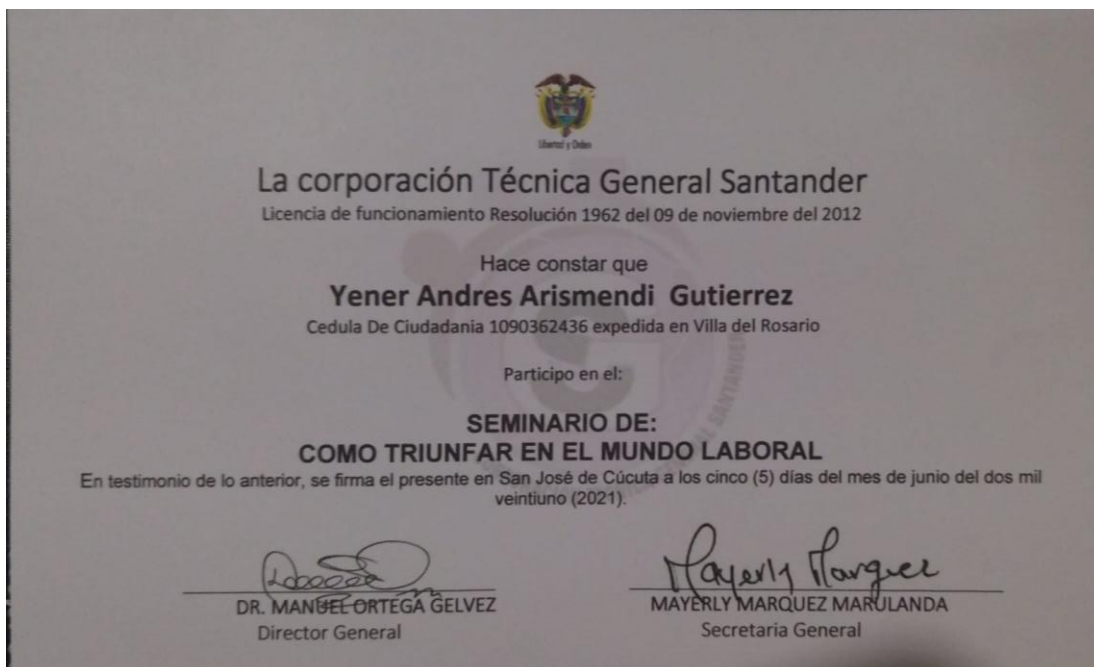 Libertad y Orden
La corporación Técnica General Santander
Licencia de funcionamiento Resolución 1962 del 09 de noviembre del 2012
Hace constar que
Yener Andres Arismendi Gutierrez
Cedula De Ciudadania 1090362436 expedida en Villa del Rosario
Participo en el:
SEMINARIO DE:
COMO TRIUNFAR EN EL MUNDO LABORAL
En testimonio de lo anterior, se firma el presente en San José de Cúcuta a los cinco (5) días del mes de junio del dos mil
veintiuno (2021).
Mayerly Marquez
DR. MANUEL ORTEGA GELVEZ
MAYERLY MARQUEZ MARULANDA
Director General
Secretaria General